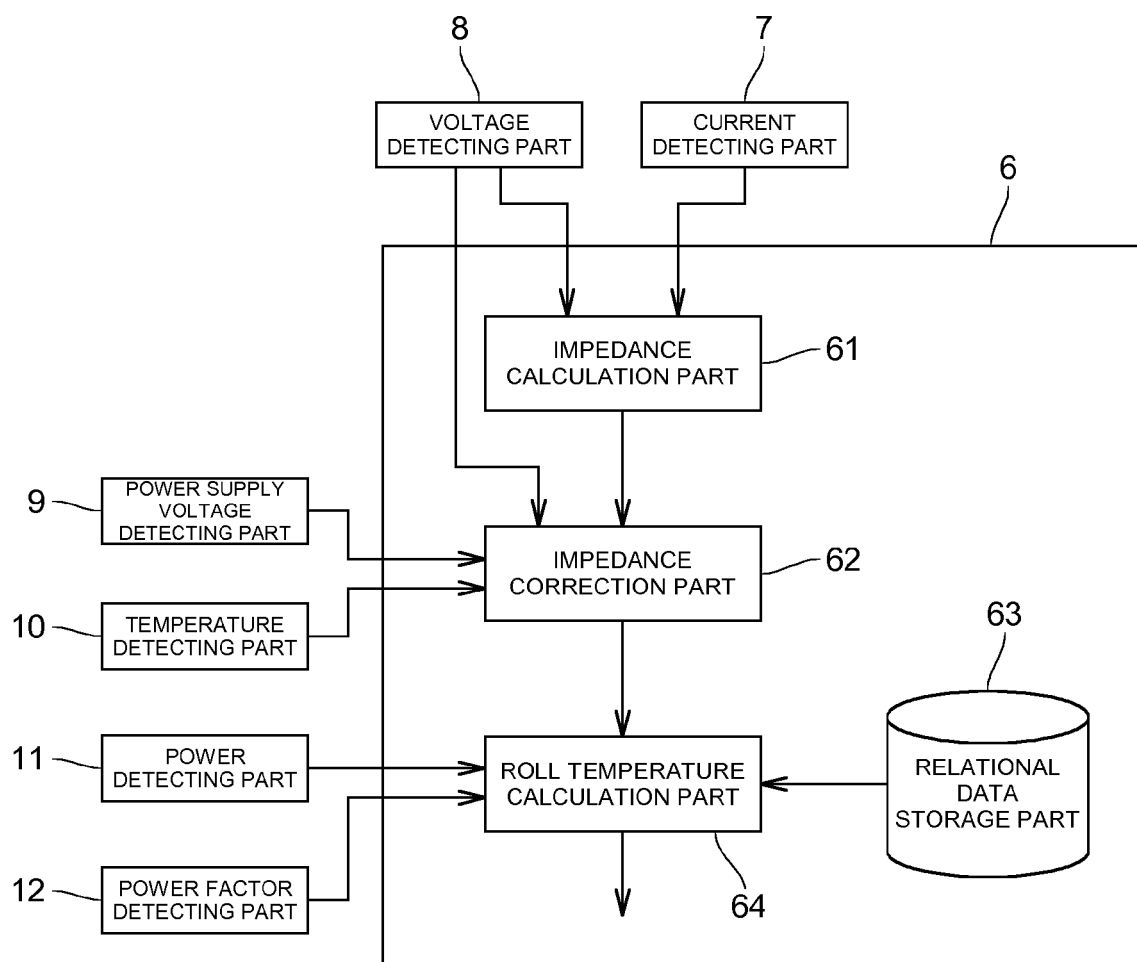 8
7
VOLTAGE
DETECTING PART
CURRENT
DETECTING PART
6
IMPEDANCE
CALCULATION PART
61
9
POWER SUPPLY
VOLTAGE
DETECTING PART
IMPEDANCE
CORRECTION PART
62
10
TEMPERATURE
DETECTING PART
63
11
POWER
DETECTING PART
ROLL TEMPERATURE
CALCULATION PART
RELATIONAL
DATA
STORAGE PART
12
POWER FACTOR
DETECTING PART
64